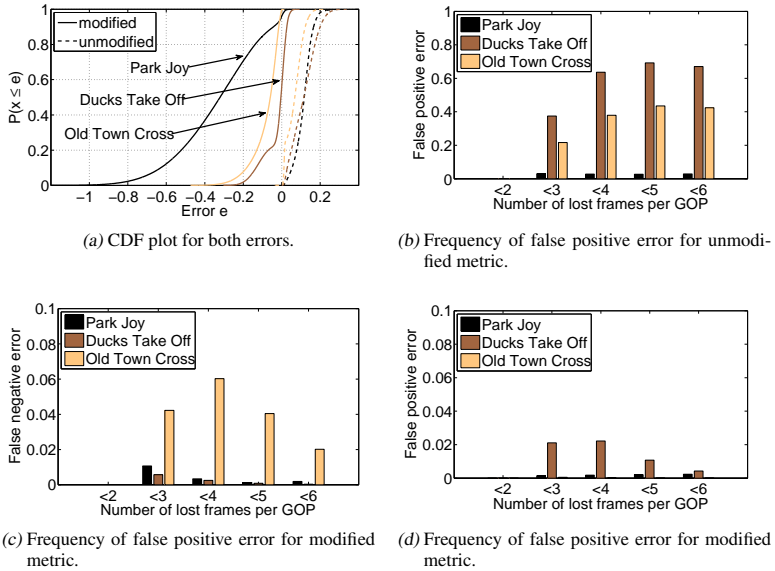 modified
unmodified
Park Joy
Ducks Take Off
Old Town Cross
P(x ≤ e)
1
0.8
0.6
0.4
0.2
0
−1 −0.8 −0.6 −0.4 −0.2 0 0.2
Error e
(a) CDF plot for both errors.
Park Joy
Ducks Take Off
Old Town Cross
False positive error
1
0.8
0.6
0.4
0.2
0
<2 <3 <4 <5 <6
Number of lost frames per GOP
(b) Frequency of false positive error for unmodi-
fied metric.
Park Joy
Ducks Take Off
Old Town Cross
False negative error
0.1
0.08
0.06
0.04
0.02
0
<2 <3 <4 <5 <6
Number of lost frames per GOP
(c) Frequency of false positive error for modified
metric.
Park Joy
Ducks Take Off
Old Town Cross
False positive error
0.1
0.08
0.06
0.04
0.02
0
<2 <3 <4 <5 <6
Number of lost frames per GOP
(d) Frequency of false positive error for modified
metric.